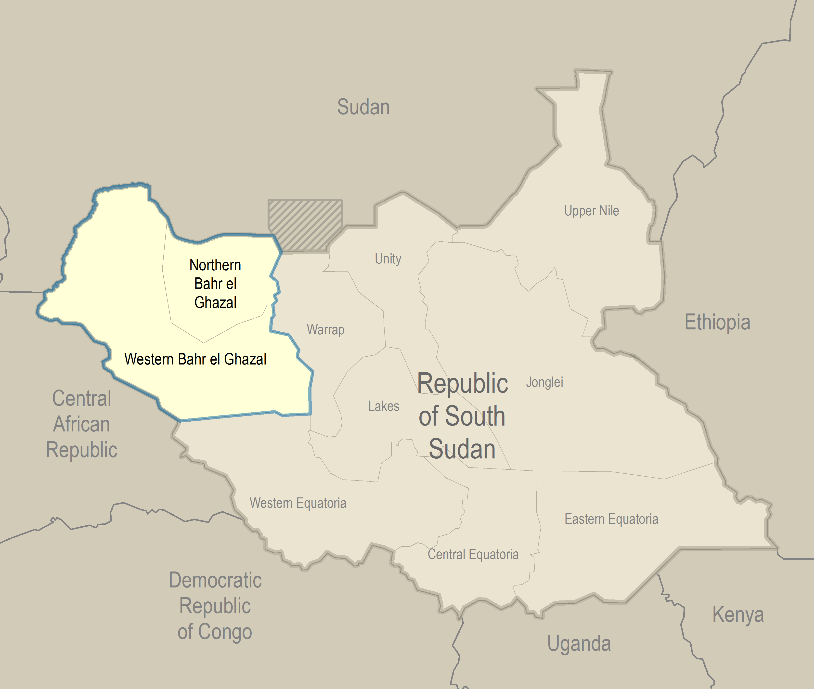 Sudan
Upper Nile
Northern
Bahr el
Ghazal
Unity
Ethiopia
Warrap
Western Bahr el Ghazal
Republic
of South
Sudan
Jonglei
Lakes
Central
African
Republic
Western Equatoria
Eastern Equatoria
Central Equatoria
Democratic
Republic
of Congo
Kenya
Uganda